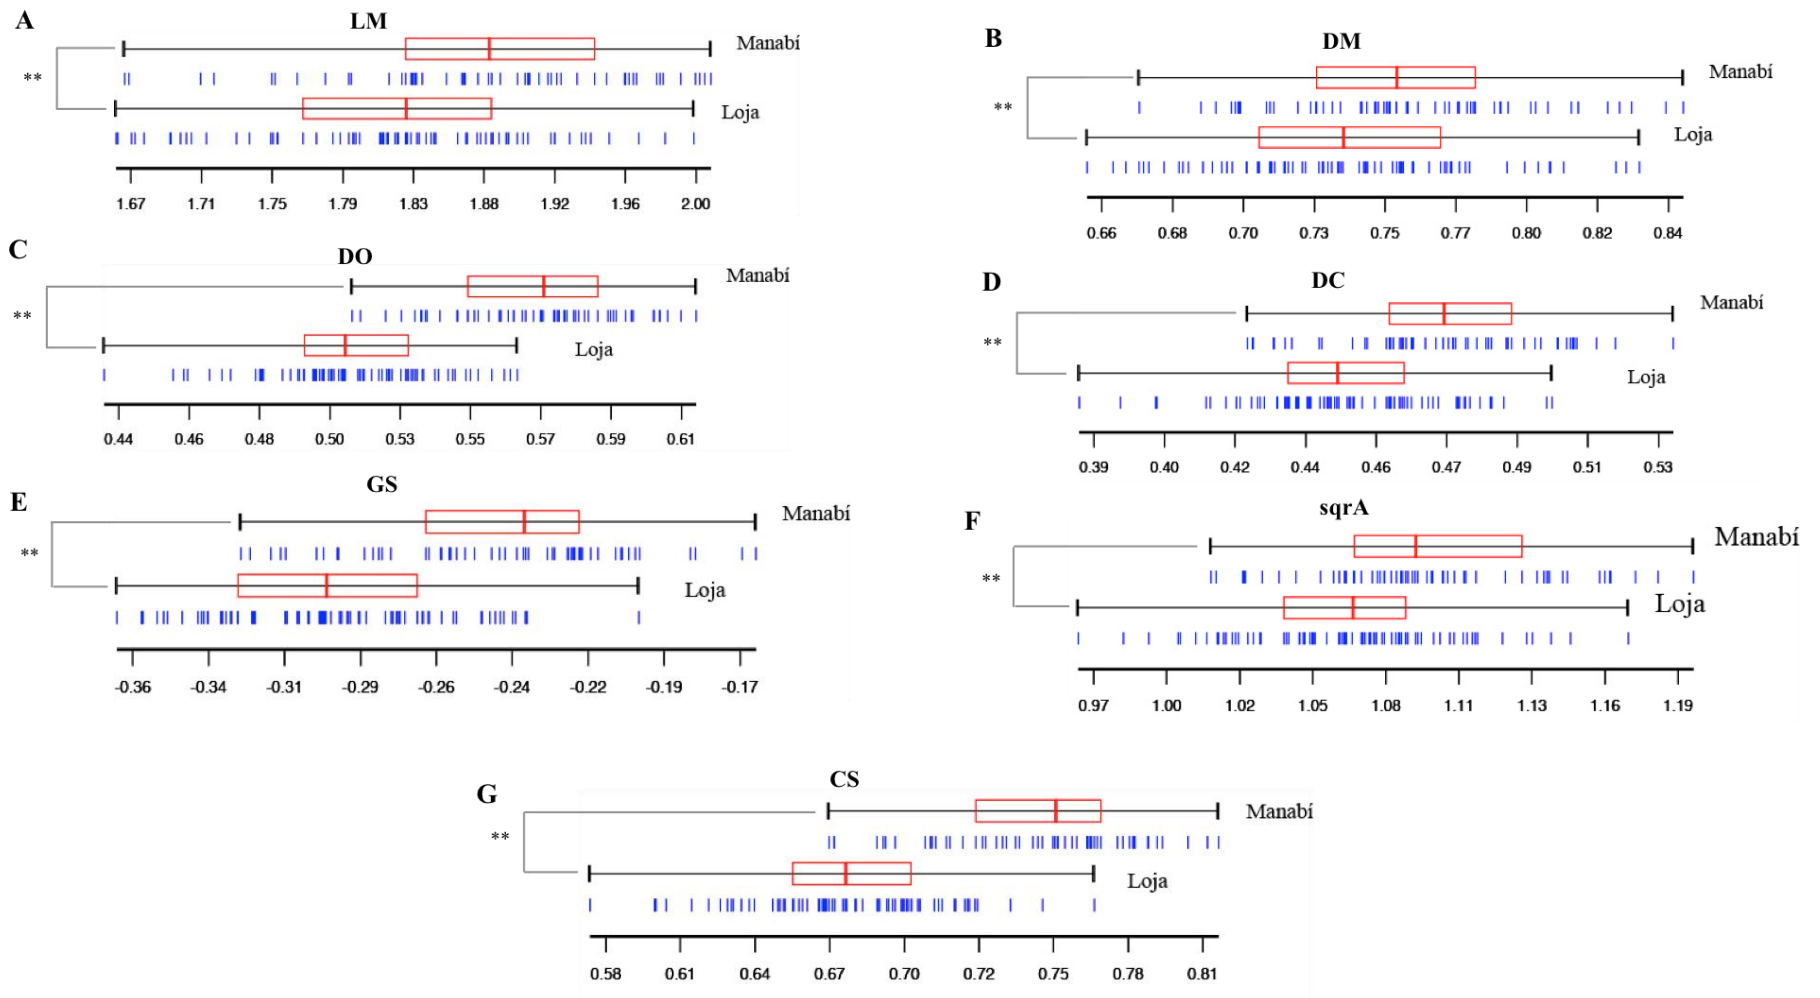 A
LM
Manabí
**
Loja
1.67 1.71 1.75 1.79 1.83 1.88 1.92 1.96 2.00
B
DM
Manabí
**
Loja
0.66 0.68 0.70 0.73 0.75 0.77 0.80 0.82 0.84
C
DO
Manabí
**
Loja
0.44 0.46 0.48 0.50 0.53 0.55 0.57 0.59 0.61
D
DC
Manabí
**
Loja
0.39 0.40 0.42 0.44 0.46 0.47 0.49 0.51 0.53
E
GS
Manabí
**
Loja
-0.36 -0.34 -0.31 -0.29 -0.26 -0.24 -0.22 -0.19 -0.17
F
sqrA
Manabí
**
Loja
0.97 1.00 1.02 1.05 1.08 1.11 1.13 1.16 1.19
G
CS
Manabí
**
Loja
0.58 0.61 0.64 0.67 0.70 0.72 0.75 0.78 0.81